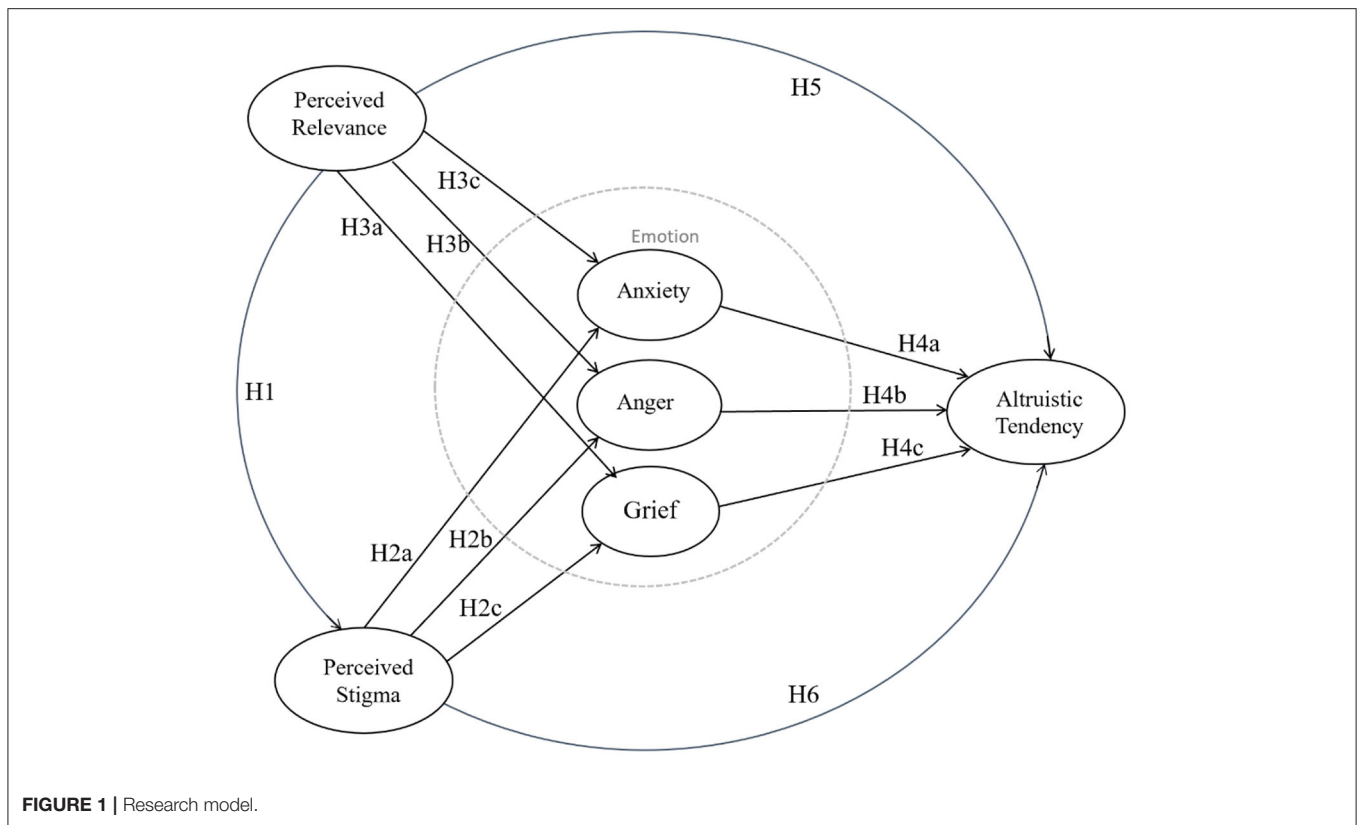 H5
Perceived
Relevance
H3c
H3a
H3b
Emotion
Anxiety
H4a
H1
Anger
H4b
Altruistic
Tendency
H4c
Grief
H2a
H2b
H2c
Perceived
Stigma
H6
FIGURE 1 | Research model.